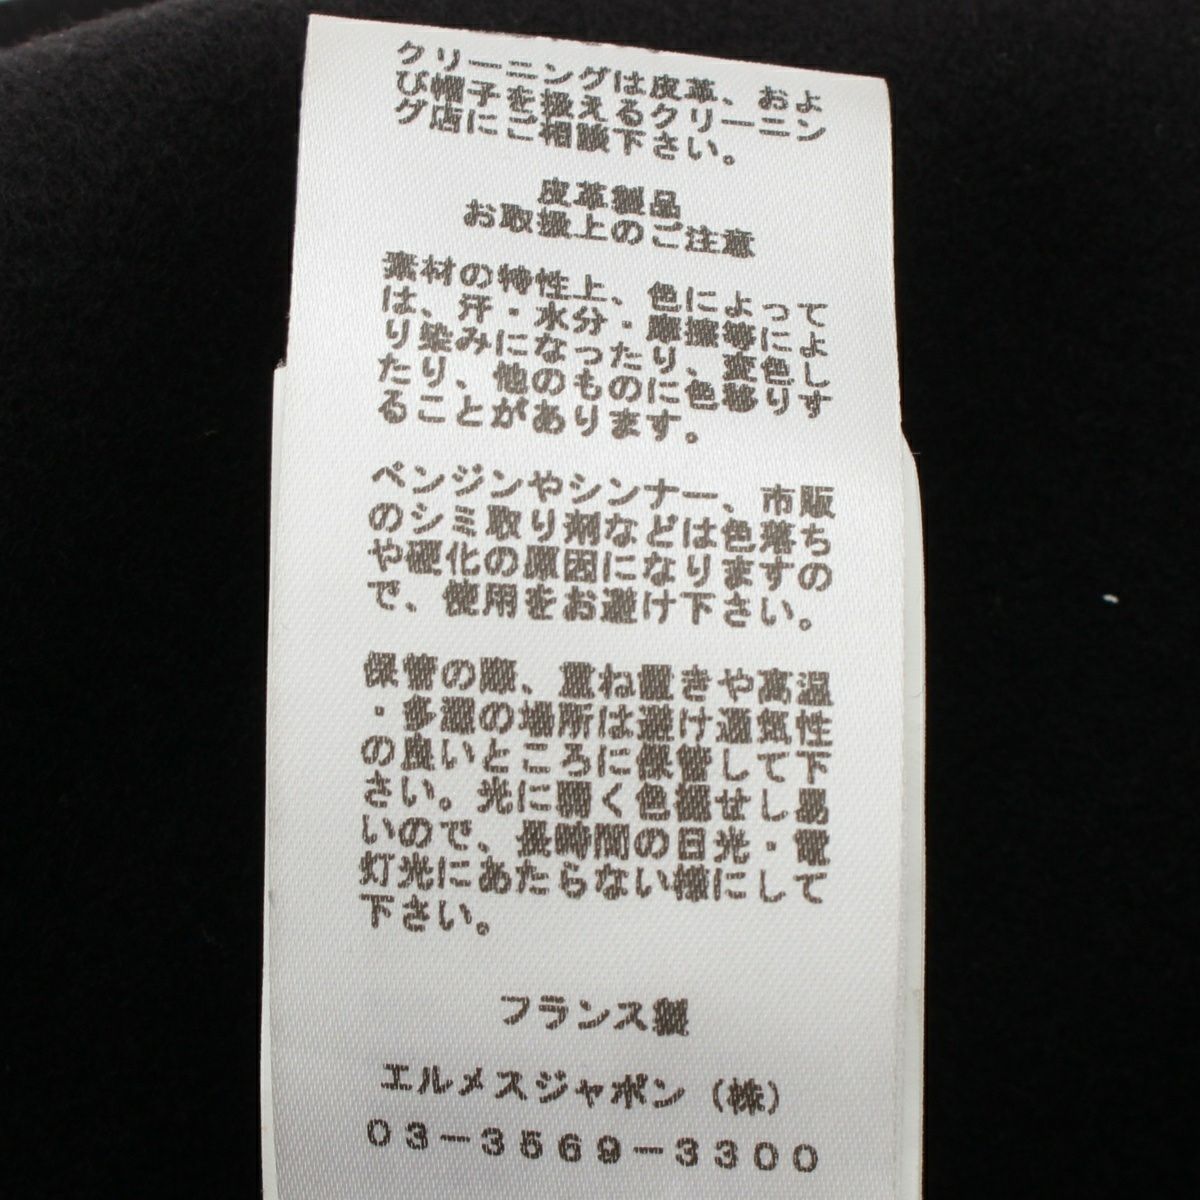 クリーニングは皮革、およ
び帽子を扱えるクリーニン
グ店にご相談下さい。
皮革製品
お取扱上のご注意
素材の特性上、色によって
は、汗・水分・摩擦等によ
り染みになったり、変色し
たり、他のものに色移りす
ることがあります。
ベンジンやシンナー、市販
のシミ取り剤などは色落ち
や硬化の原因になりますの
で、使用をお避け下さい。
保管の際、重ね置きや高温
・多湿の場所は避け通気性
の良いところに保管して下
さい。光に弱く色褪せし易
いので、長時間の日光・電
灯光にあたらない様にして
下さい。
フランス製
エルメスジャポン（株）
03-3569-3300